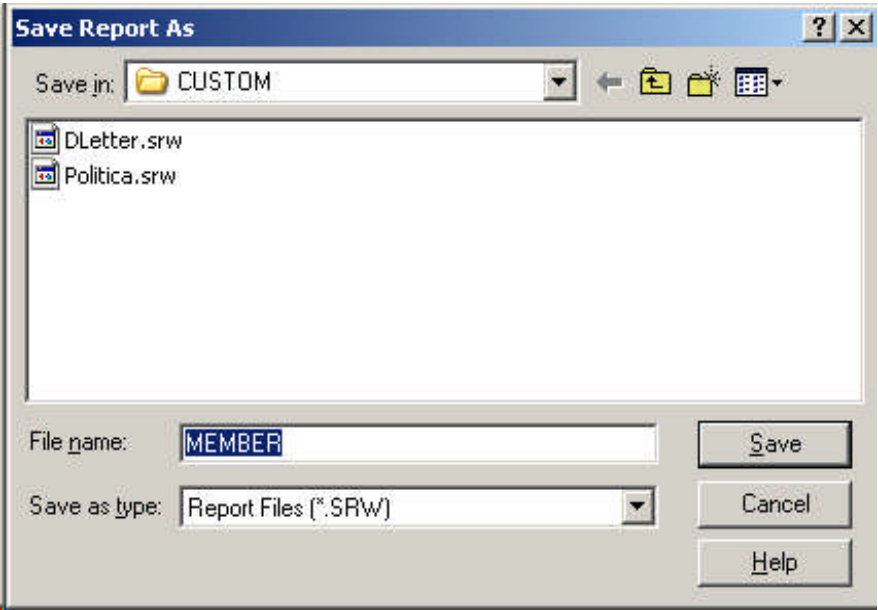 Save Report As
Save in: CUSTOM
DLetter.srw
Politica.srw
File name: MEMBER Save
Save as type: Report Files (*.SRW) Cancel
Help